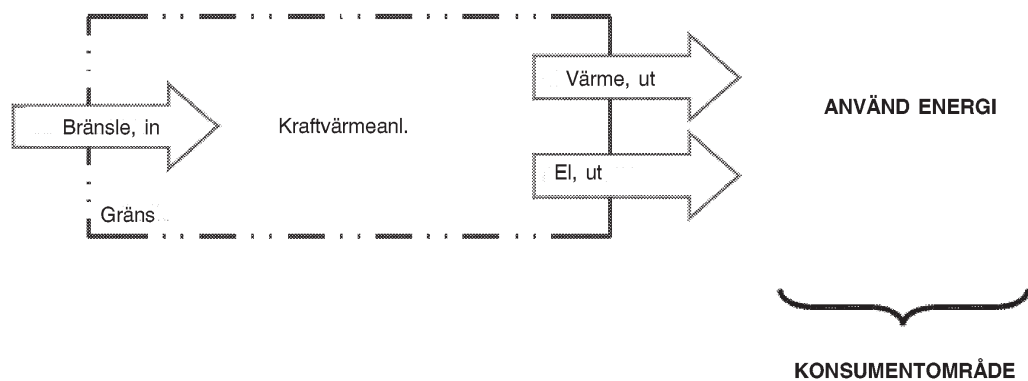 Värme, ut
ANVÄND ENERGI
Bränsle, in
Kraftvärmeanl.
El, ut
Gräns
KONSUMENTOMRÅDE